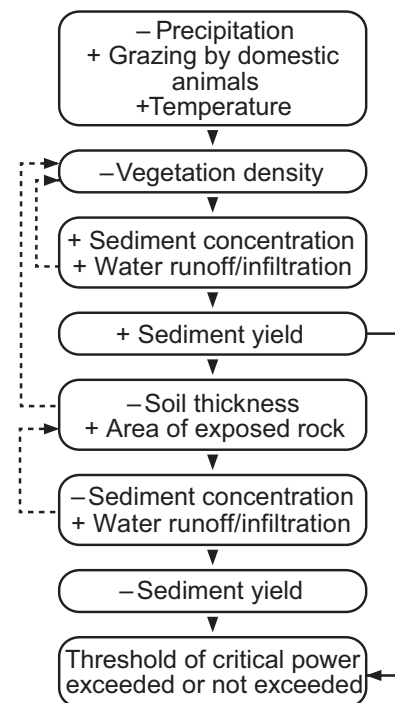 – Precipitation
+ Grazing by domestic
animals
+Temperature
–Vegetation density
+ Sediment concentration
+ Water runoff/infiltration
+ Sediment yield
–Soil thickness
+ Area of exposed rock
–Sediment concentration
+ Water runoff/infiltration
–Sediment yield
Threshold of critical power
exceeded or not exceeded